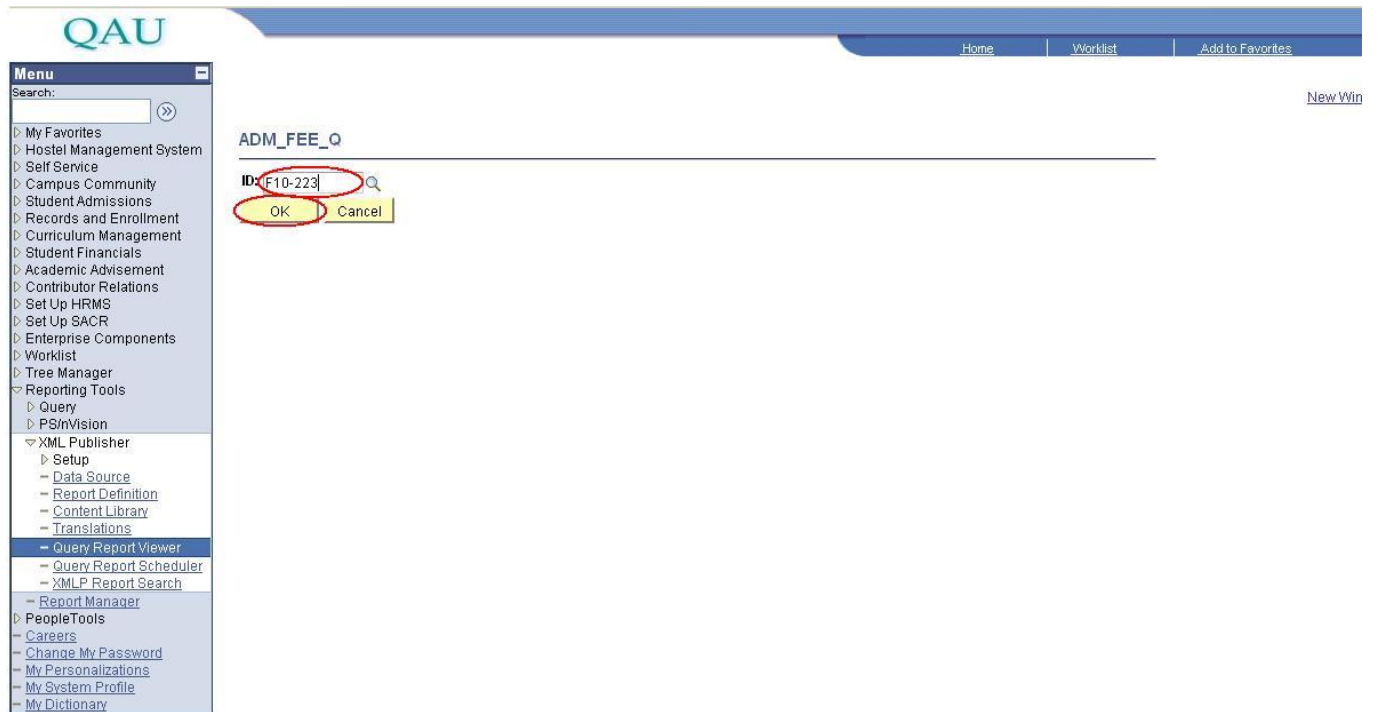 QAU
Home
Worklist
Add to Favorites
Menu
Search:
New Win
My Favorites
Hostel Management System
Self Service
Campus Community
Student Admissions
Records and Enrollment
Curriculum Management
Student Financials
Academic Advisement
Contributor Relations
Set Up HRMS
Set Up SACR
Enterprise Components
Worklist
Tree Manager
Reporting Tools
Query
PS/nVision
XML Publisher
Setup
Data Source
Report Definition
Content Library
Translations
Query Report Viewer
Query Report Scheduler
XMLP Report Search
Report Manager
PeopleTools
Careers
Change My Password
My Personalizations
My System Profile
My Dictionary
ADM_FEE_Q
ID: F10-223
OK Cancel